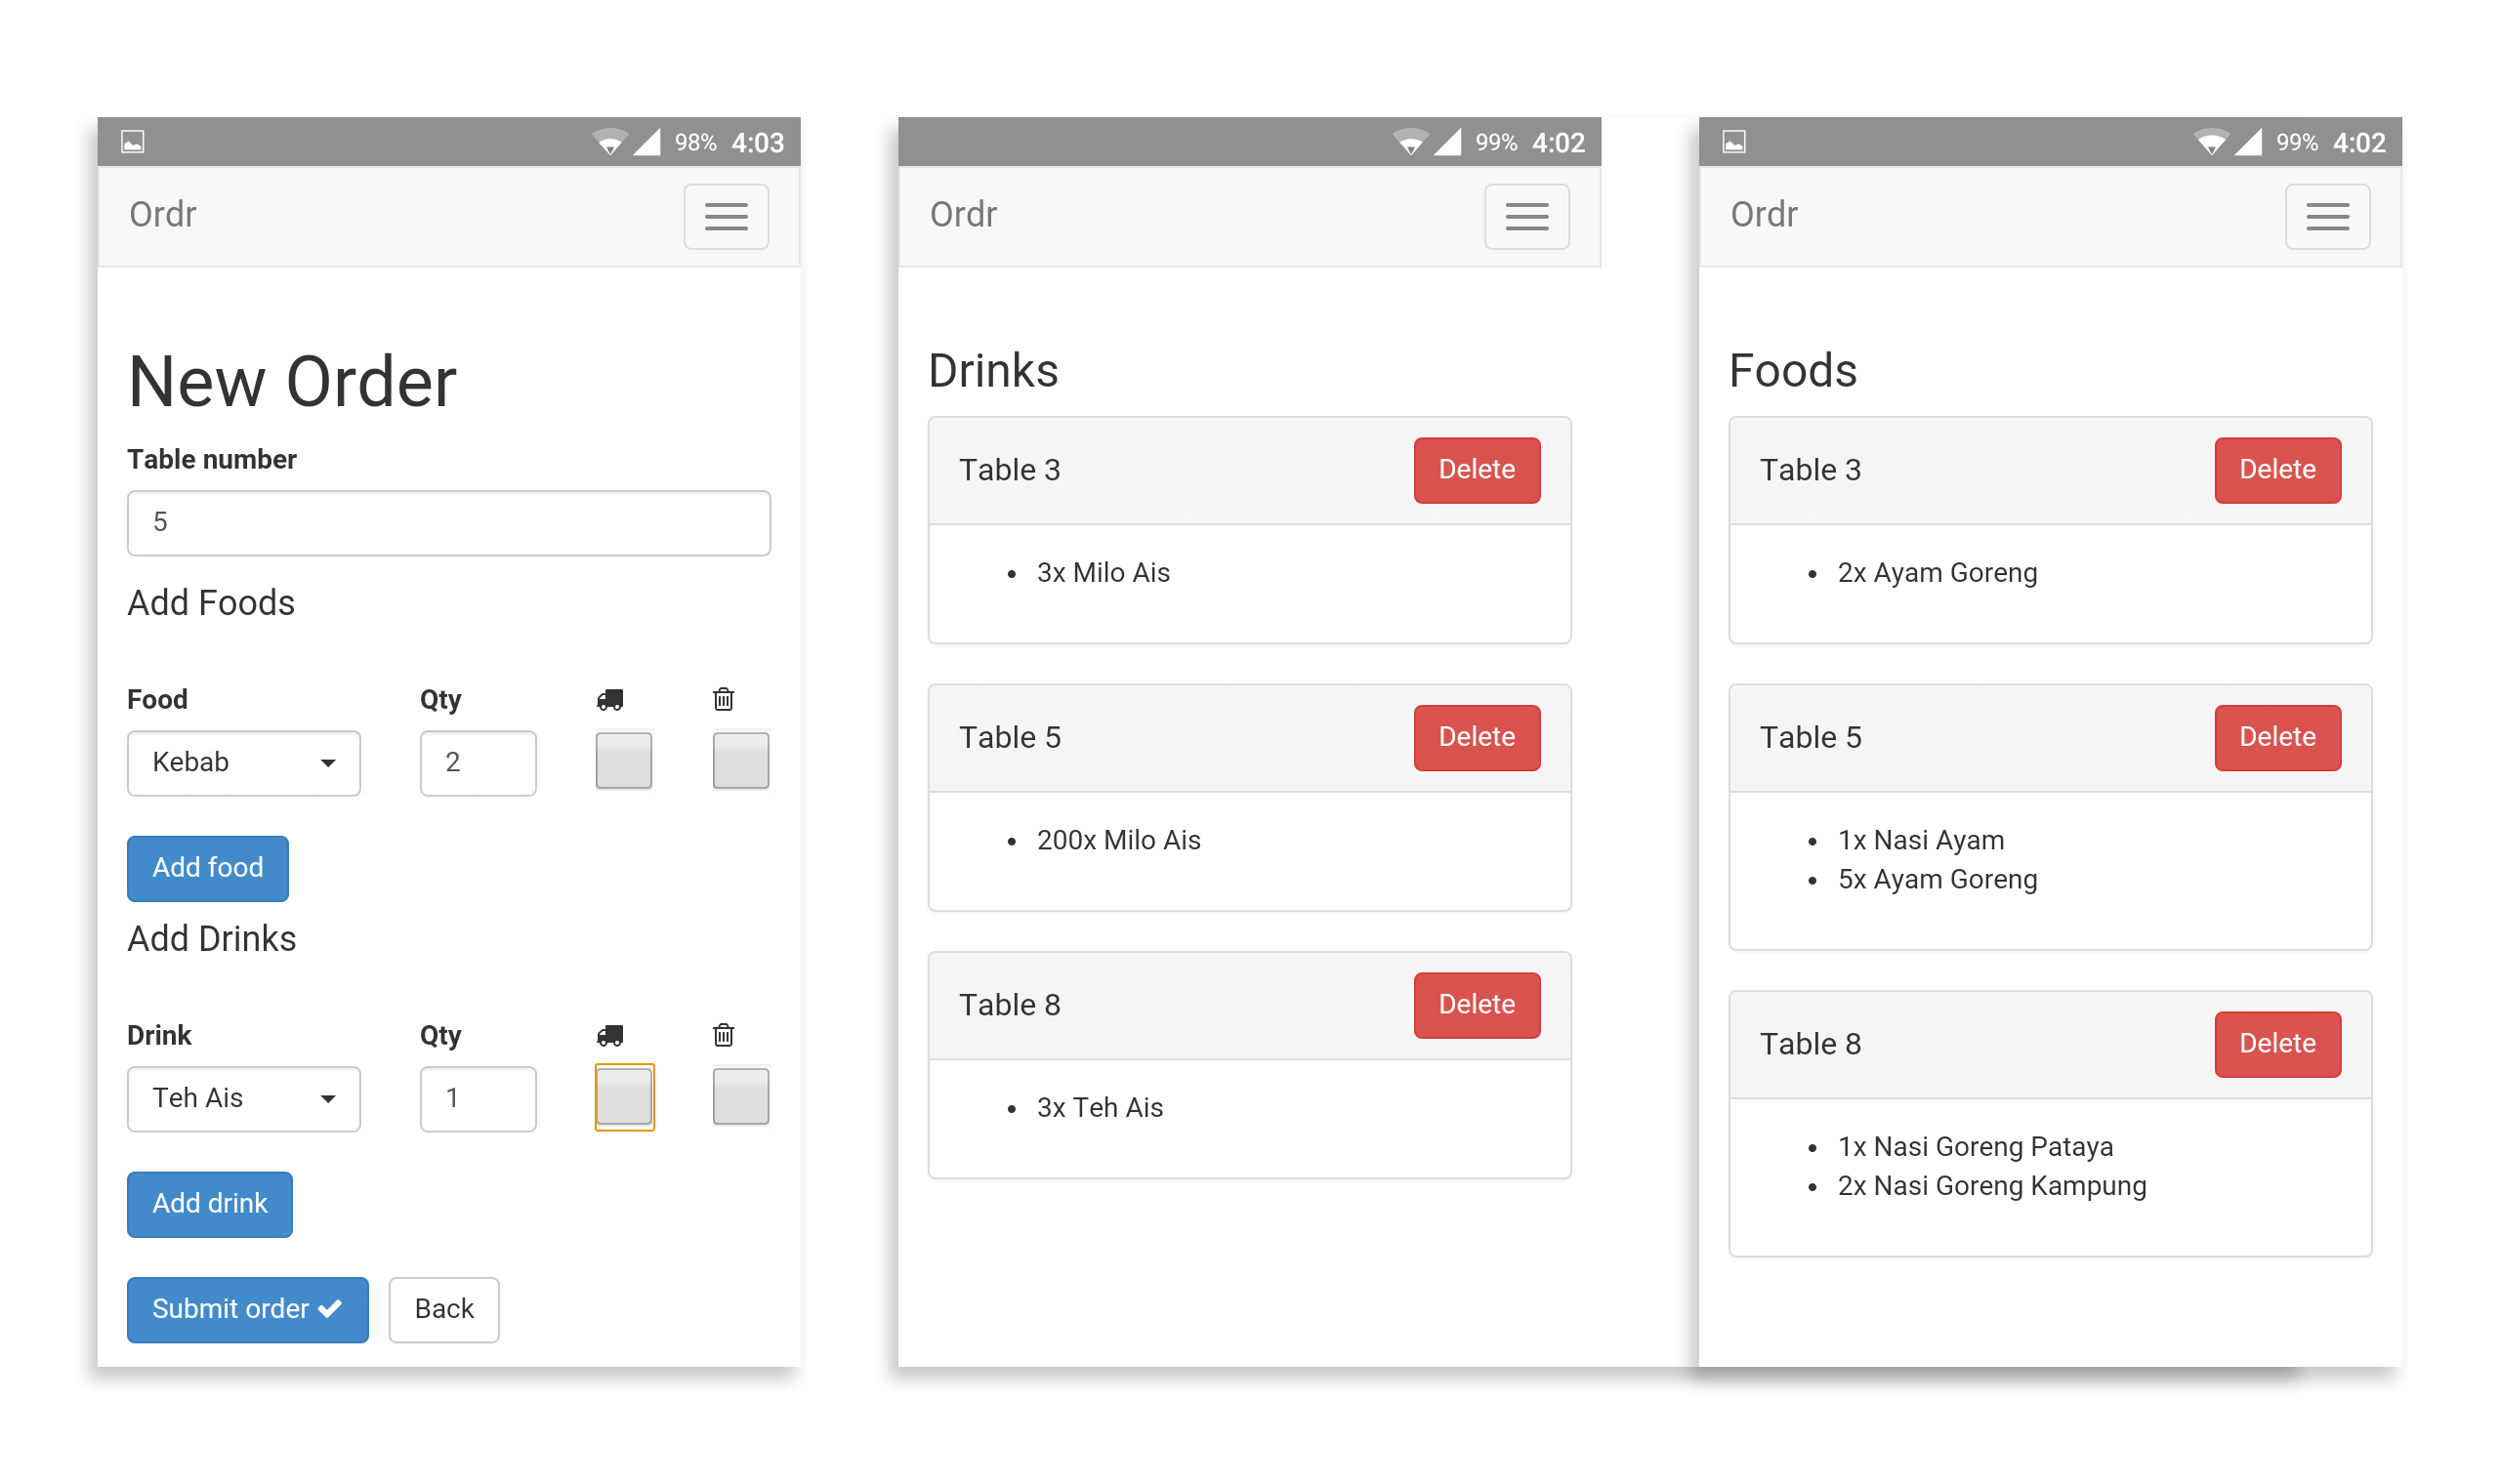 98% 4:03
Ordr
New Order
Table number
5
Add Foods
Food Qty
Kebab 2
Add food
Add Drinks
Drink Qty
Teh Ais 1
Add drink
Submit order Back
99% 4:02
Ordr
Drinks
Table 3 Delete
3x Milo Ais
Table 5 Delete
200x Milo Ais
Table 8 Delete
3x Teh Ais
99% 4:02
Ordr
Foods
Table 3 Delete
2x Ayam Goreng
Table 5 Delete
1x Nasi Ayam
5x Ayam Goreng
Table 8 Delete
1x Nasi Goreng Pataya
2x Nasi Goreng Kampung